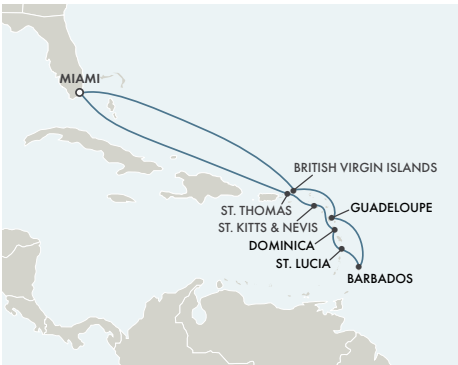 MIAMI
BRITISH VIRGIN ISLANDS
ST. THOMAS
GUADELOUPE
ST. KITTS & NEVIS
DOMINICA
ST. LUCIA
BARBADOS